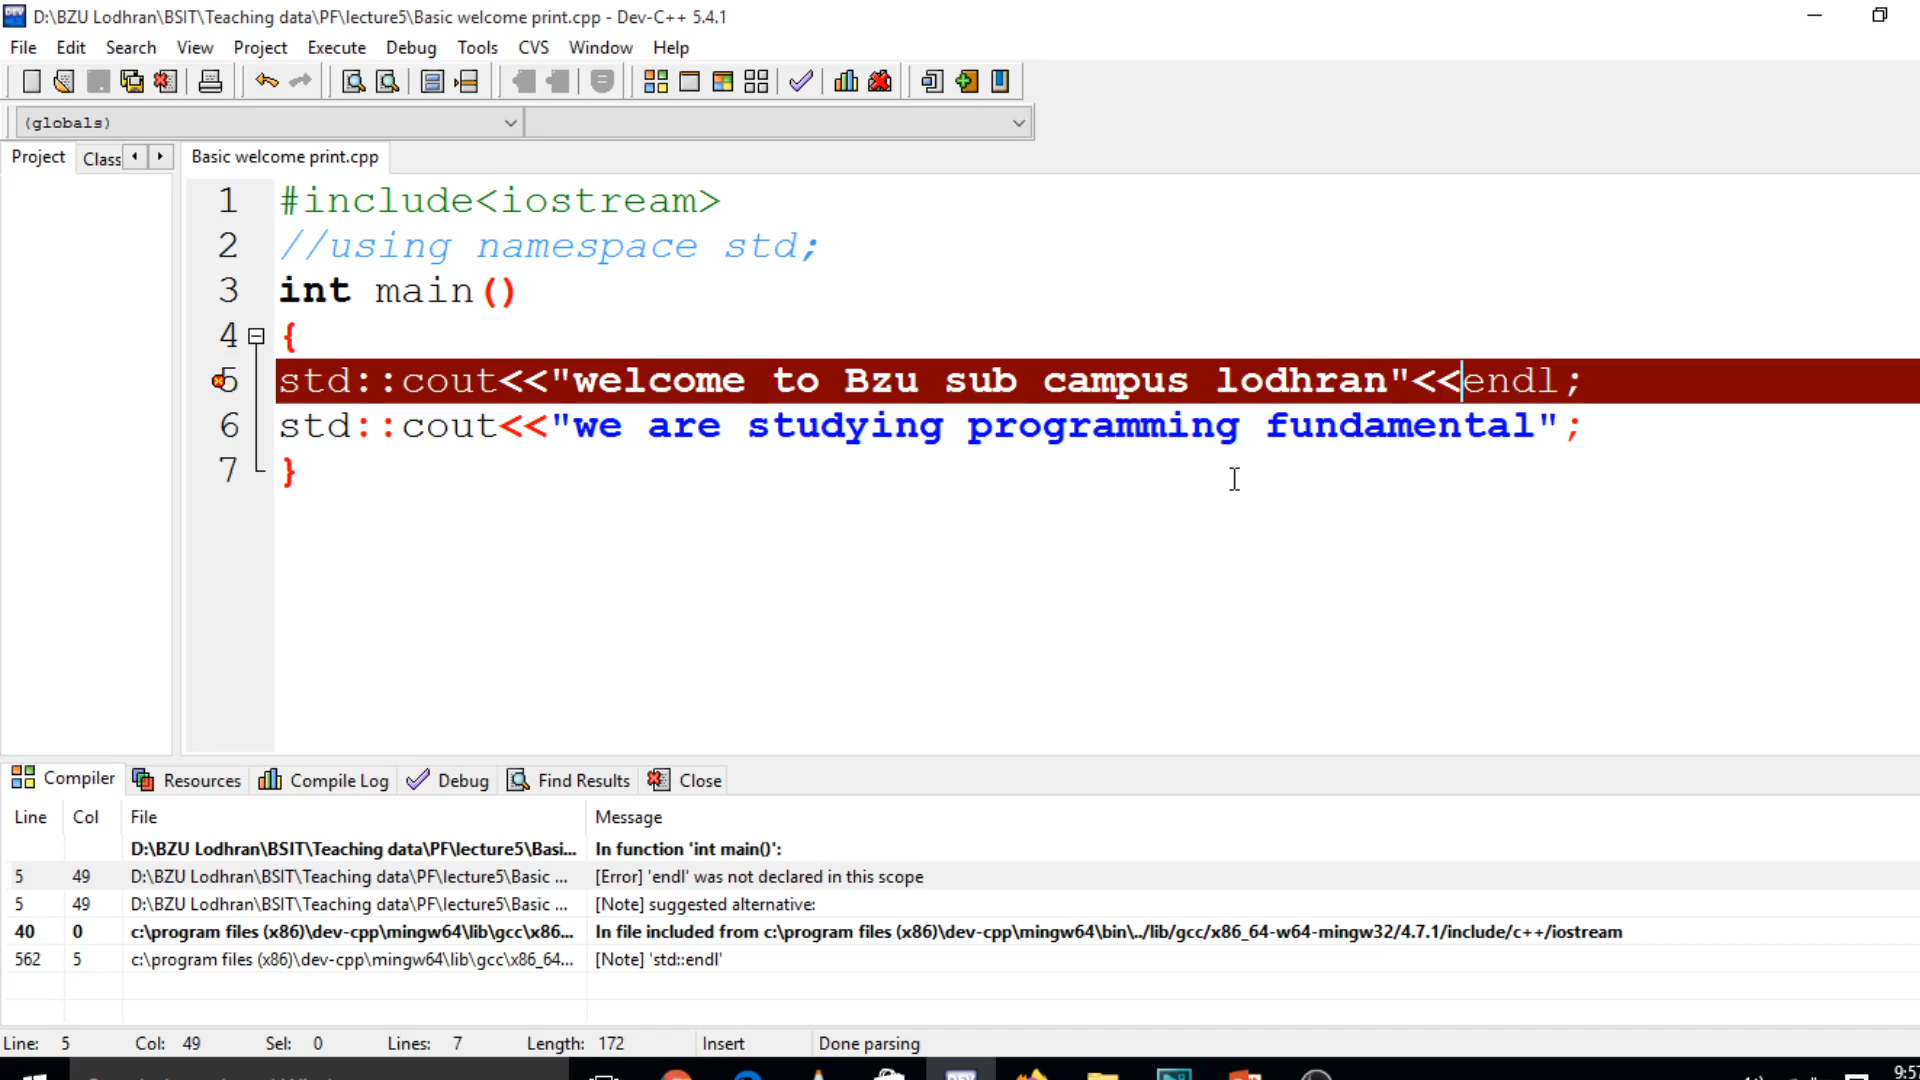 D:\BZU Lodhran\BSIT\Teaching data\PF\lecture5\Basic welcome print.cpp - Dev-C++ 5.4.1
File Edit Search View Project Execute Debug Tools CVS Window Help
(globals)
Project Class Basic welcome print.cpp
1 #include<iostream>
2 //using namespace std;
3 int main()
4 {
5 std::cout<<"welcome to Bzu sub campus lodhran"<<endl;
6 std::cout<<"we are studying programming fundamental";
7 }
Compiler Resources Compile Log Debug Find Results Close
Line Col File Message
D:\BZU Lodhran\BSIT\Teaching data\PF\lecture5\Basi... In function 'int main()':
5 49 D:\BZU Lodhran\BSIT\Teaching data\PF\lecture5\Basic ... [Error] 'endl' was not declared in this scope
5 49 D:\BZU Lodhran\BSIT\Teaching data\PF\lecture5\Basic ... [Note] suggested alternative:
40 0 c:\program files (x86)\dev-cpp\mingw64\lib\gcc\x86... In file included from c:\program files (x86)\dev-cpp\mingw64\bin\../lib/gcc/x86_64-w64-mingw32/4.7.1/include/c++/iostream
562 5 c:\program files (x86)\dev-cpp\mingw64\lib\gcc\x86_64... [Note] 'std::endl'
Line: 5 Col: 49 Sel: 0 Lines: 7 Length: 172 Insert Done parsing